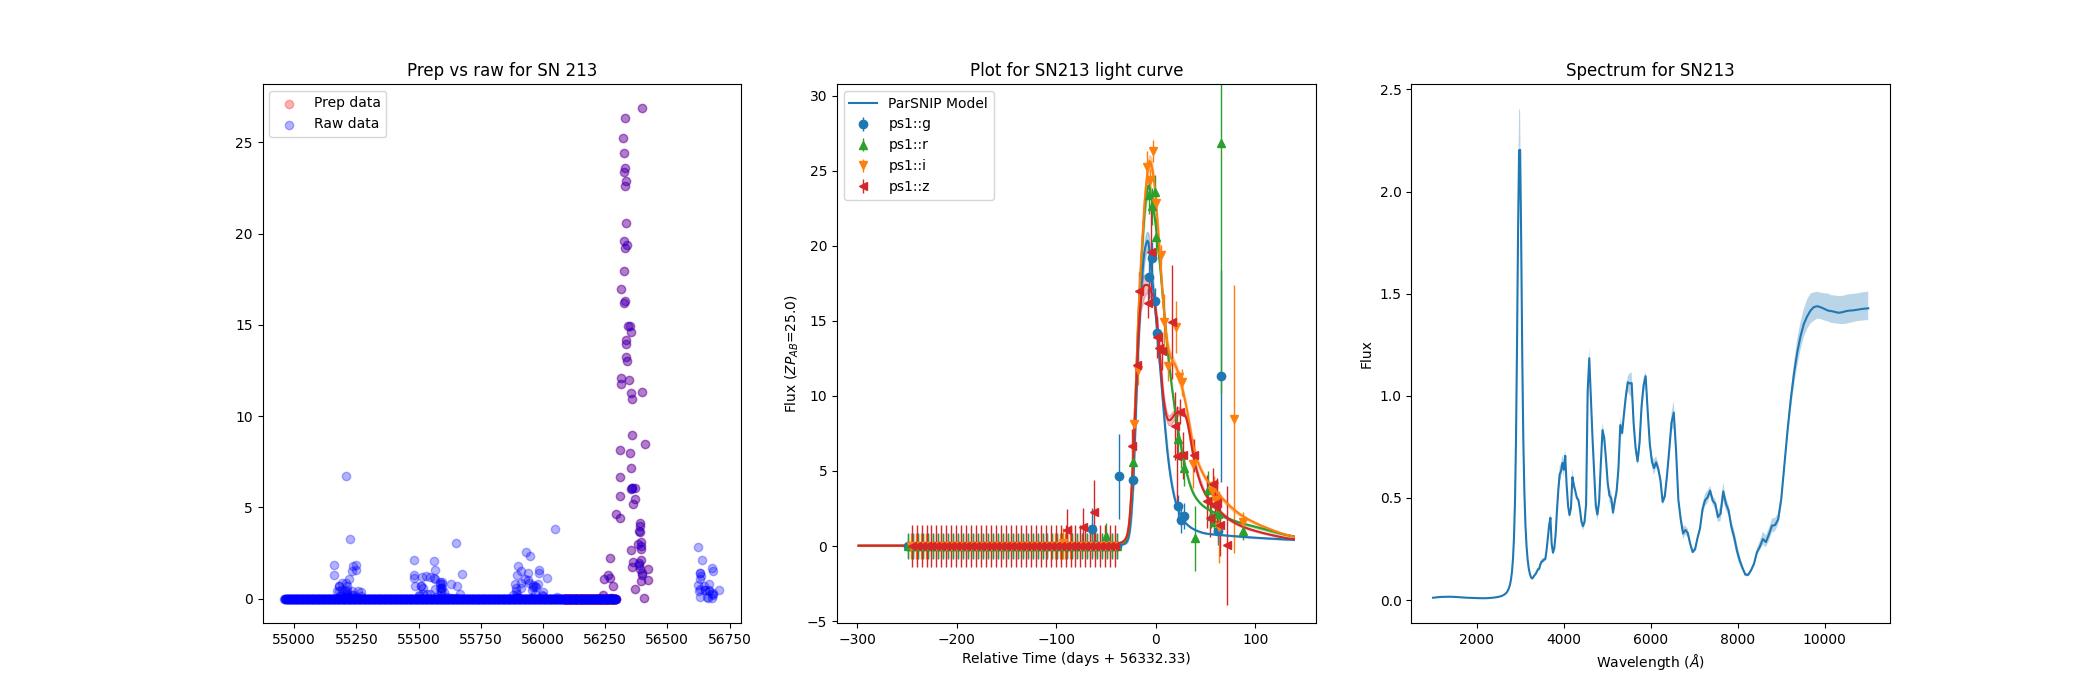 Prep vs raw for SN 213
Prep data
Raw data
25
20
15
10
5
0
55000 55250 55500 55750 56000 56250 56500 56750
Plot for SN213 light curve
ParSNIP Model
ps1::g
ps1::r
ps1::i
ps1::z
Flux (ZP_AB=25.0)
30
25
20
15
10
5
0
−5
−300 −200 −100 0 100
Relative Time (days + 56332.33)
Spectrum for SN213
Flux
2.5
2.0
1.5
1.0
0.5
0.0
2000 4000 6000 8000 10000
Wavelength (Å)